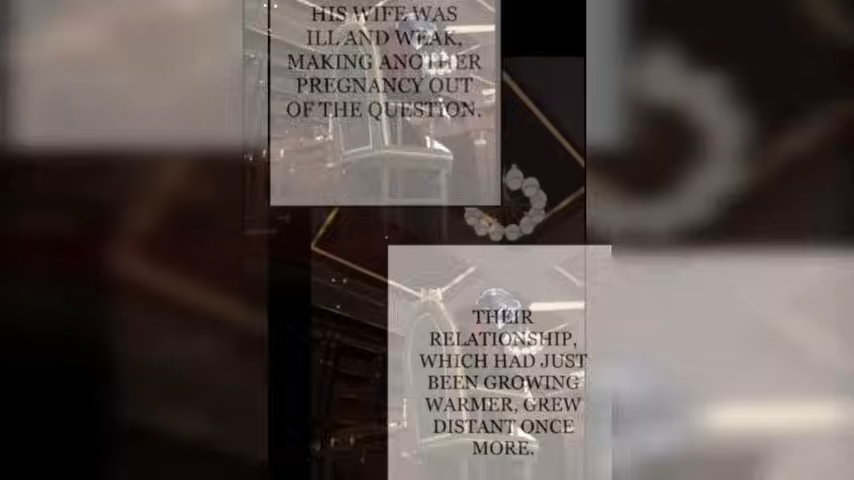 HIS WIFE WAS
ILL AND WEAK,
MAKING ANOTHER
PREGNANCY OUT
OF THE QUESTION.
THEIR
RELATIONSHIP,
WHICH HAD JUST
BEEN GROWING
WARMER, GREW
DISTANT ONCE
MORE.